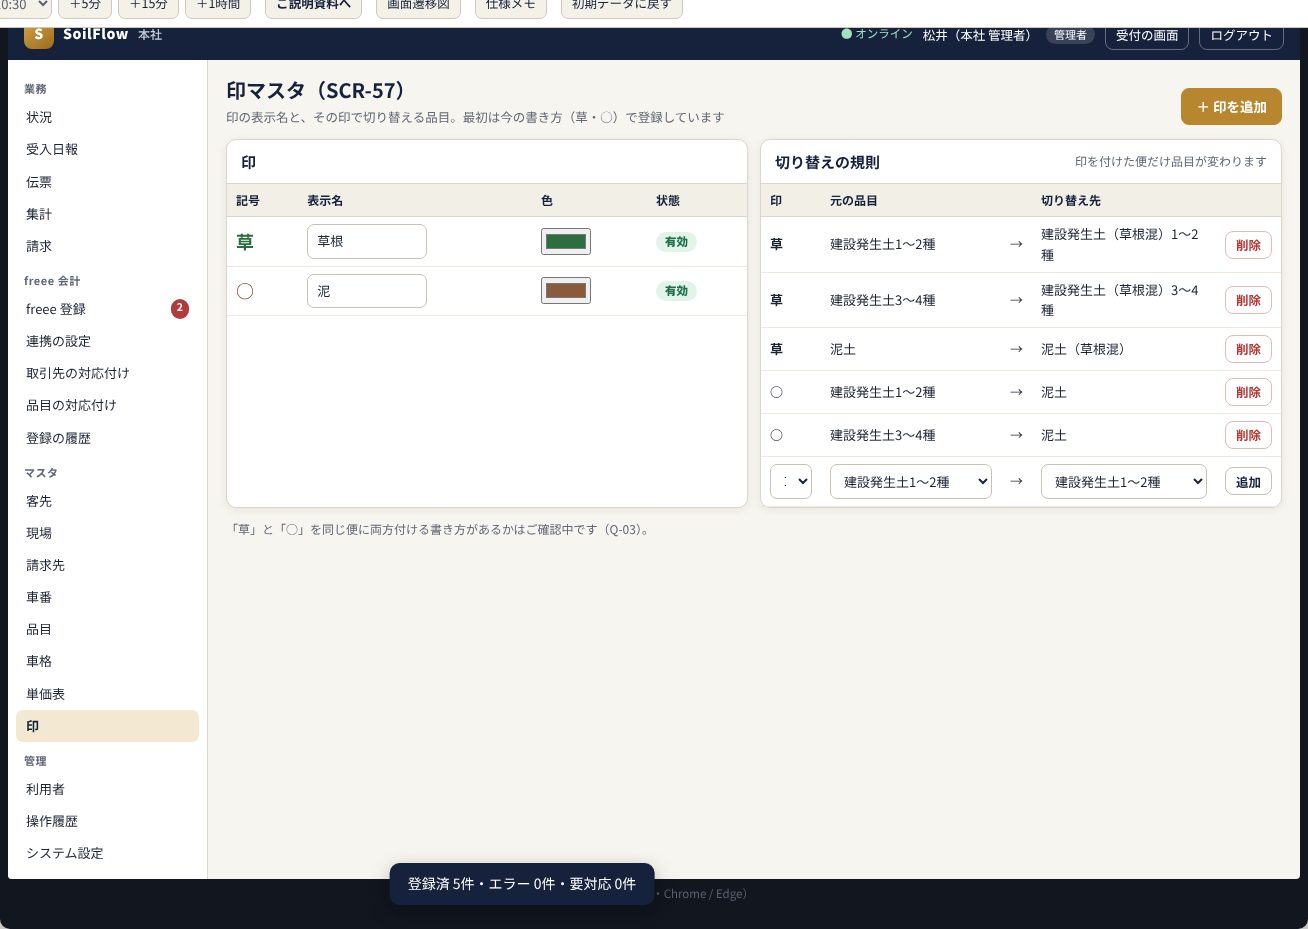 0:30 +5分 +15分 +1時間 ご説明資料へ 画面遷移図 仕様メモ 初期データに戻す
S SoilFlow 本社 オンライン 松井（本社 管理者） 管理者 受付の画面 ログアウト
業務
状況
受入日報
伝票
集計
請求
freee 会計
freee 登録 2
連携の設定
取引先の対応付け
品目の対応付け
登録の履歴
マスタ
客先
現場
請求先
車番
品目
車格
単価表
印
管理
利用者
操作履歴
システム設定
印マスタ（SCR-57）
印の表示名と、その印で切り替える品目。最初は今の書き方（草・〇）で登録しています
＋ 印を追加
印
記号 表示名 色 状態
草 草根 有効
〇 泥 有効
切り替えの規則 印を付けた便だけ品目が変わります
印 元の品目 切り替え先
草 建設発生土1〜2種 → 建設発生土（草根混）1〜2
種 削除
草 建設発生土3〜4種 → 建設発生土（草根混）3〜4
種 削除
草 泥土 → 泥土（草根混） 削除
〇 建設発生土1〜2種 → 泥土 削除
〇 建設発生土3〜4種 → 泥土 削除
建設発生土1〜2種 → 建設発生土1〜2種 追加
「草」と「〇」を同じ便に両方付ける書き方があるかはご確認中です（Q-03）。
登録済 5件・エラー 0件・要対応 0件
・Chrome / Edge）